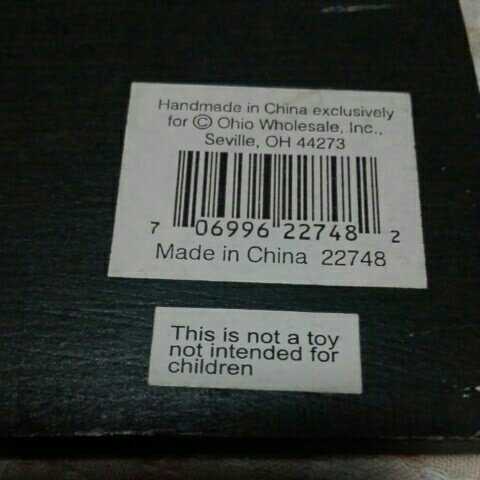 Handmade in China exclusively
for © Ohio Wholesale, Inc.,
Seville, OH 44273
7 06996 22748 2
Made in China 22748
This is not a toy
not intended for
children